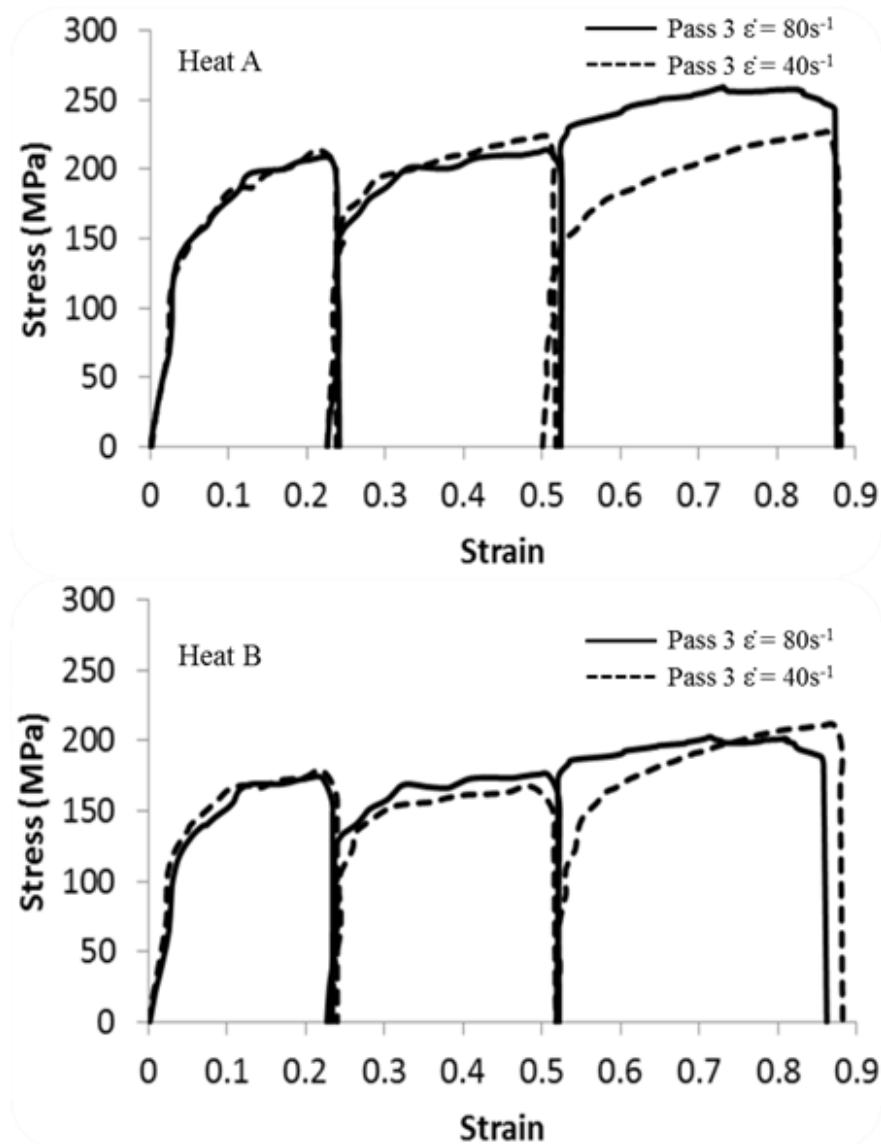 300
250
200
150
100
50
0
Stress (MPa)
Heat A
Pass 3 ε̇ = 80s⁻¹
Pass 3 ε̇ = 40s⁻¹
0 0.1 0.2 0.3 0.4 0.5 0.6 0.7 0.8 0.9
Strain
300
250
200
150
100
50
0
Stress (MPa)
Heat B
Pass 3 ε̇ = 80s⁻¹
Pass 3 ε̇ = 40s⁻¹
0 0.1 0.2 0.3 0.4 0.5 0.6 0.7 0.8 0.9
Strain